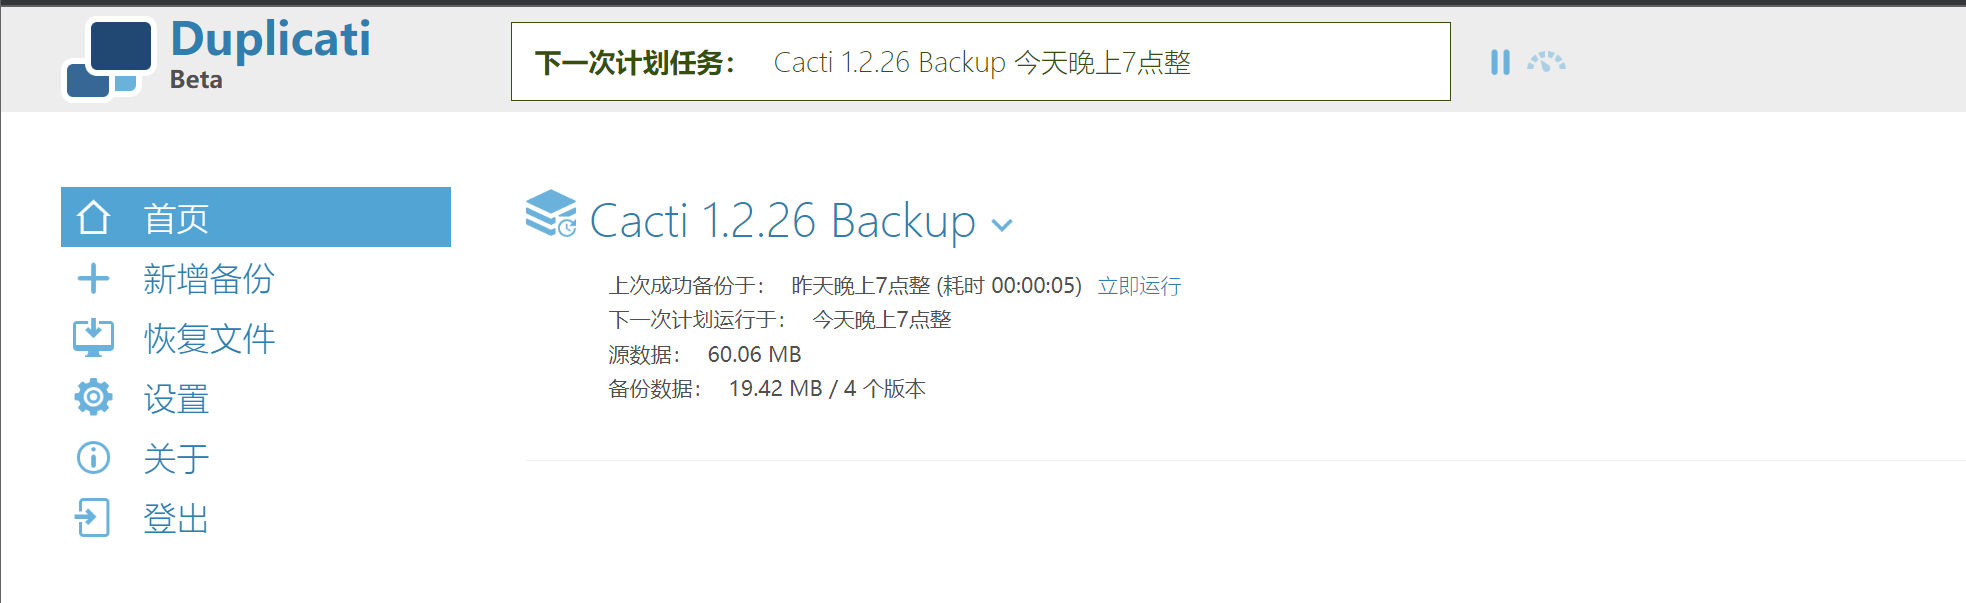 Duplicati
Beta
下一次计划任务： Cacti 1.2.26 Backup 今天晚上7点整
首页
新增备份
恢复文件
设置
关于
登出
Cacti 1.2.26 Backup
上次成功备份于： 昨天晚上7点整 (耗时 00:00:05) 立即运行
下一次计划运行于： 今天晚上7点整
源数据： 60.06 MB
备份数据： 19.42 MB / 4 个版本